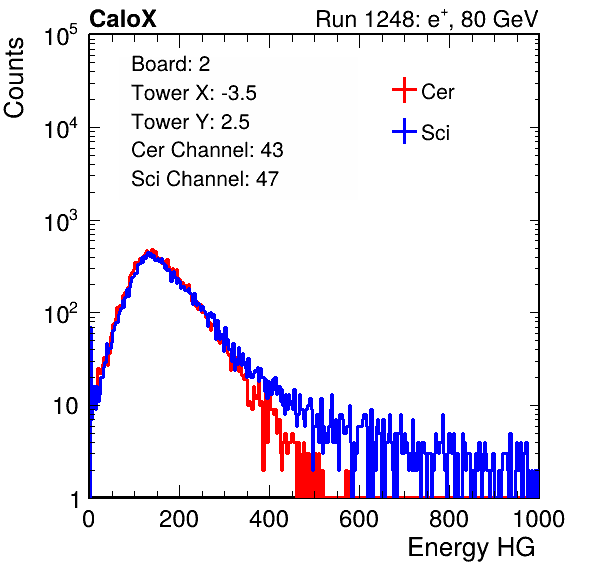 CaloX Run 1248: e⁺, 80 GeV
Counts
Board: 2
Tower X: -3.5
Tower Y: 2.5
Cer Channel: 43
Sci Channel: 47
Cer
Sci
10⁵
10⁴
10³
10²
10
1
0 200 400 600 800 1000
Energy HG